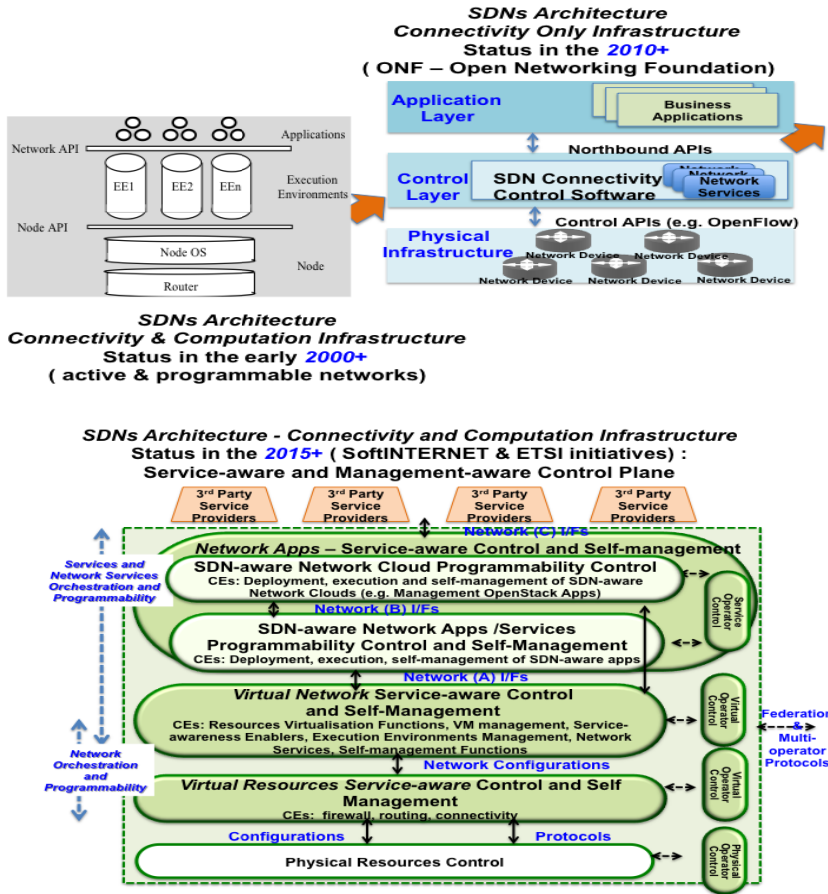 SDNs Architecture
Connectivity Only Infrastructure
Status in the 2010+
( ONF – Open Networking Foundation)
Application
Layer
Business
Applications
Northbound APIs
Control
Layer
SDN Connectivity
Control Software
Network
Network
Network
Services
Control APIs (e.g. OpenFlow)
Physical
Infrastructure
Network Device
Network Device
Network Device
Network Device
Network Device
Applications
Network API
EE1
EE2
EEn
Execution
Environments
Node API
Node OS
Node
Router
SDNs Architecture
Connectivity & Computation Infrastructure
Status in the early 2000+
( active & programmable networks)
SDNs Architecture - Connectivity and Computation Infrastructure
Status in the 2015+ ( SoftINTERNET & ETSI initiatives) :
Service-aware and Management-aware Control Plane
3rd Party
Service
Providers
3rd Party
Service
Providers
3rd Party
Service
Providers
3rd Party
Service
Providers
Network (C) I/Fs
Services and
Network Services
Orchestration and
Programmability
Network Apps – Service-aware Control and Self-management
SDN-aware Network Cloud Programmability Control
CEs: Deployment, execution and self-management of SDN-aware
Network Clouds (e.g. Management OpenStack Apps)
Network (B) I/Fs
Service
Operator
Control
SDN-aware Network Apps /Services
Programmability Control and Self-Management
CEs: Deployment, execution, self-management of SDN-aware apps
Network (A) I/Fs
Virtual Network Service-aware Control
and Self-Management
CEs: Resources Virtualisation Functions, VM management, Service-
awareness Enablers, Execution Environments Management, Network
Services, Self-management Functions
Virtual
Operator
Control
Federation
&
Multi-
operator
Protocols
Network
Orchestration
and
Programmability
Network Configurations
Virtual Resources Service-aware Control and Self
Management
CEs: firewall, routing, connectivity
Virtual
Operator
Control
Configurations
Protocols
Physical Resources Control
Physical
Operator
Control